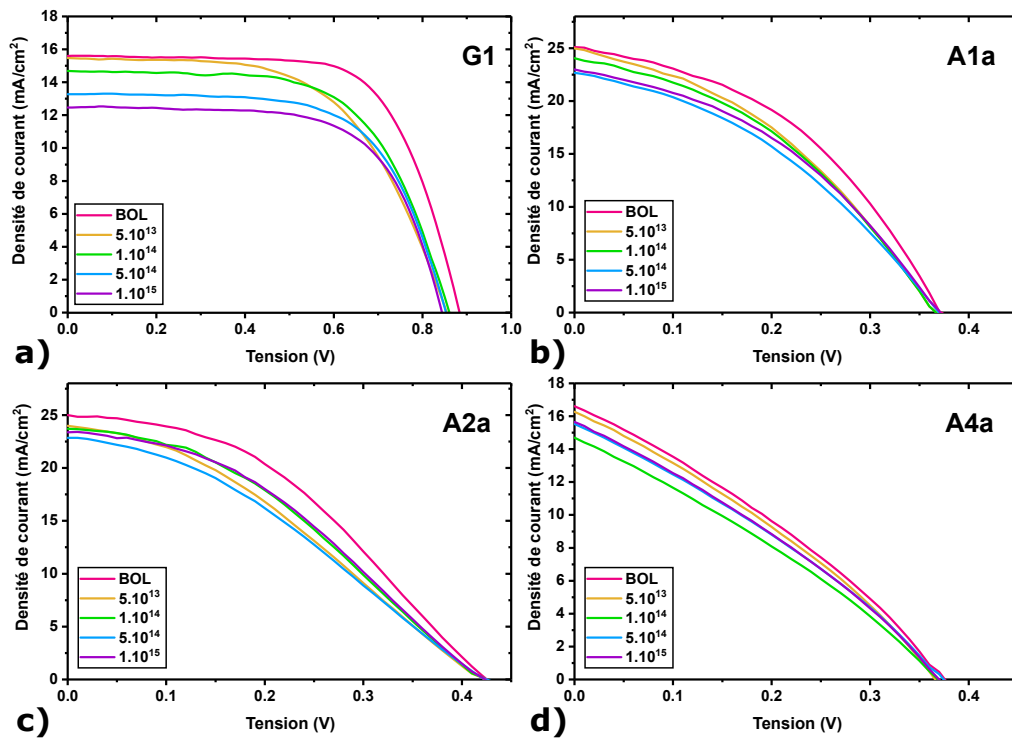 G1
Densité de courant (mA/cm²)
18
16
14
12
10
8
6
4
2
0
BOL
5.10¹³
1.10¹⁴
5.10¹⁴
1.10¹⁵
0.0 0.2 0.4 0.6 0.8 1.0
Tension (V)
a)
A1a
Densité de courant (mA/cm²)
25
20
15
10
5
0
BOL
5.10¹³
1.10¹⁴
5.10¹⁴
1.10¹⁵
0.0 0.1 0.2 0.3 0.4
Tension (V)
b)
A2a
Densité de courant (mA/cm²)
25
20
15
10
5
0
BOL
5.10¹³
1.10¹⁴
5.10¹⁴
1.10¹⁵
0.0 0.1 0.2 0.3 0.4
Tension (V)
c)
A4a
Densité de courant (mA/cm²)
18
16
14
12
10
8
6
4
2
0
BOL
5.10¹³
1.10¹⁴
5.10¹⁴
1.10¹⁵
0.0 0.1 0.2 0.3 0.4
Tension (V)
d)